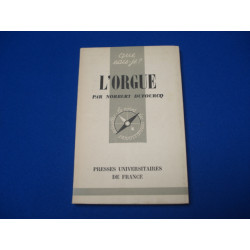 QUE
SAIS-JE ?
L'ORGUE
PAR NORBERT DUFOURCQ
PRESSES UNIVERSITAIRES
DE FRANCE